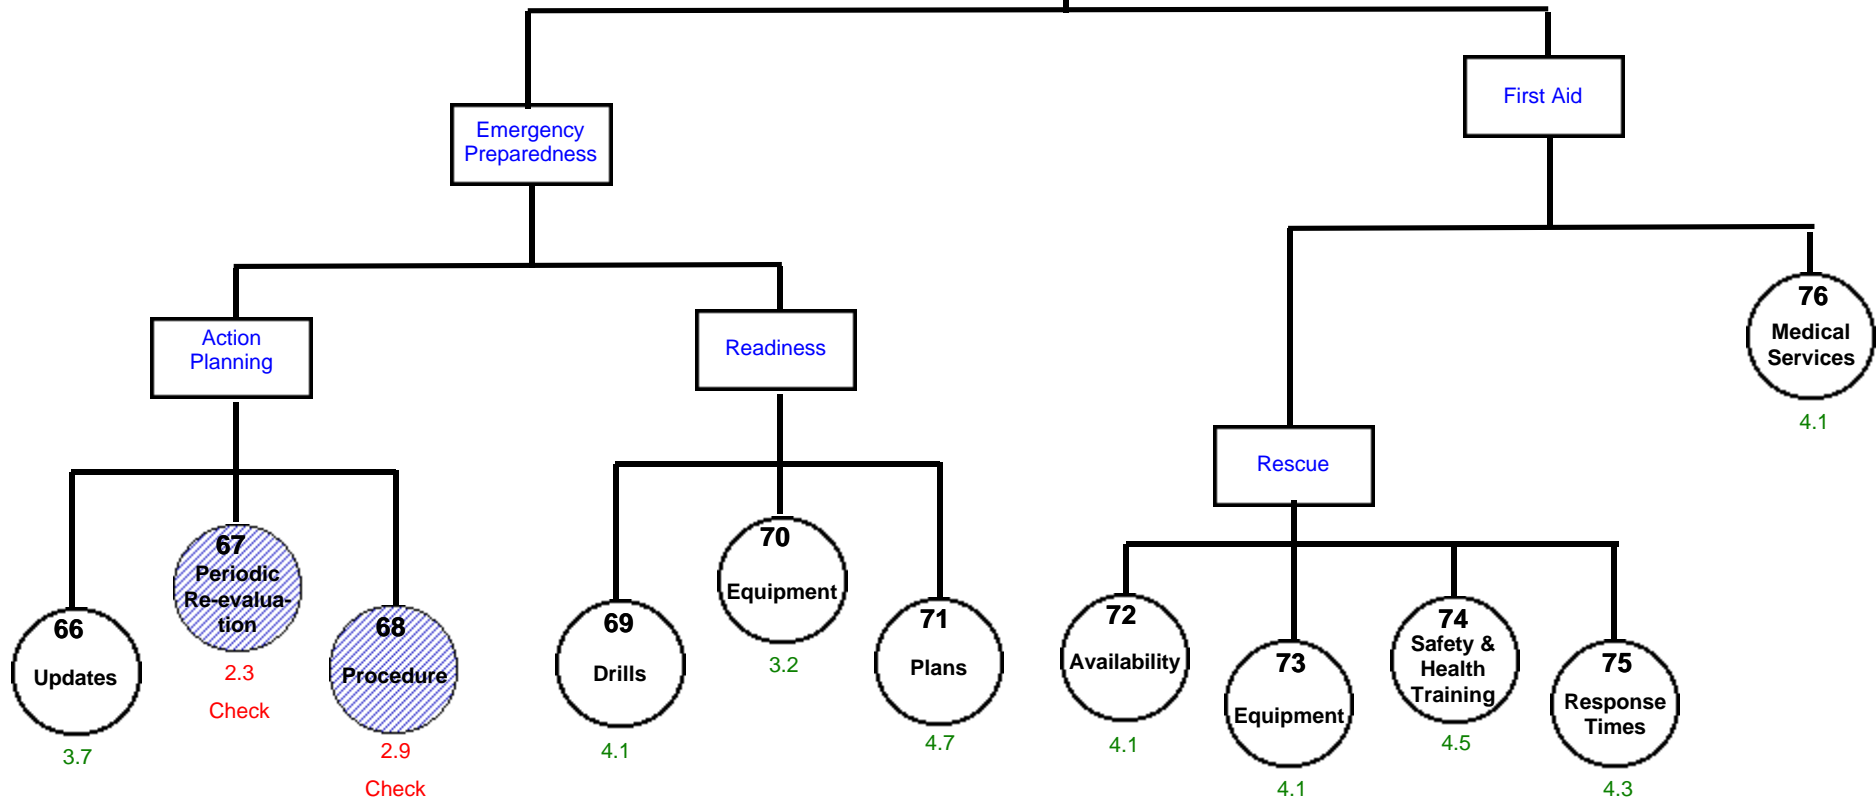 First Aid
Emergency
Preparedness
Action
Planning
Readiness
76
Medical
Services
4.1
Rescue
66
Updates
3.7
67
Periodic
Re-evalua-
tion
2.3
Check
68
Procedure
2.9
Check
69
Drills
4.1
70
Equipment
3.2
71
Plans
4.7
72
Availability
4.1
73
Equipment
4.1
74
Safety &
Health
Training
4.5
75
Response
Times
4.3